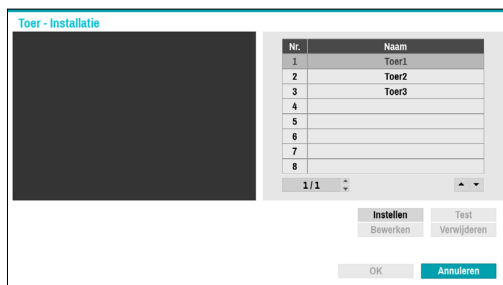 Toer - Installatie
Nr. Naam
1 Toer1
2 Toer2
3 Toer3
4
5
6
7
8
1 / 1
Instellen Test
Bewerken Verwijderen
OK Annuleren